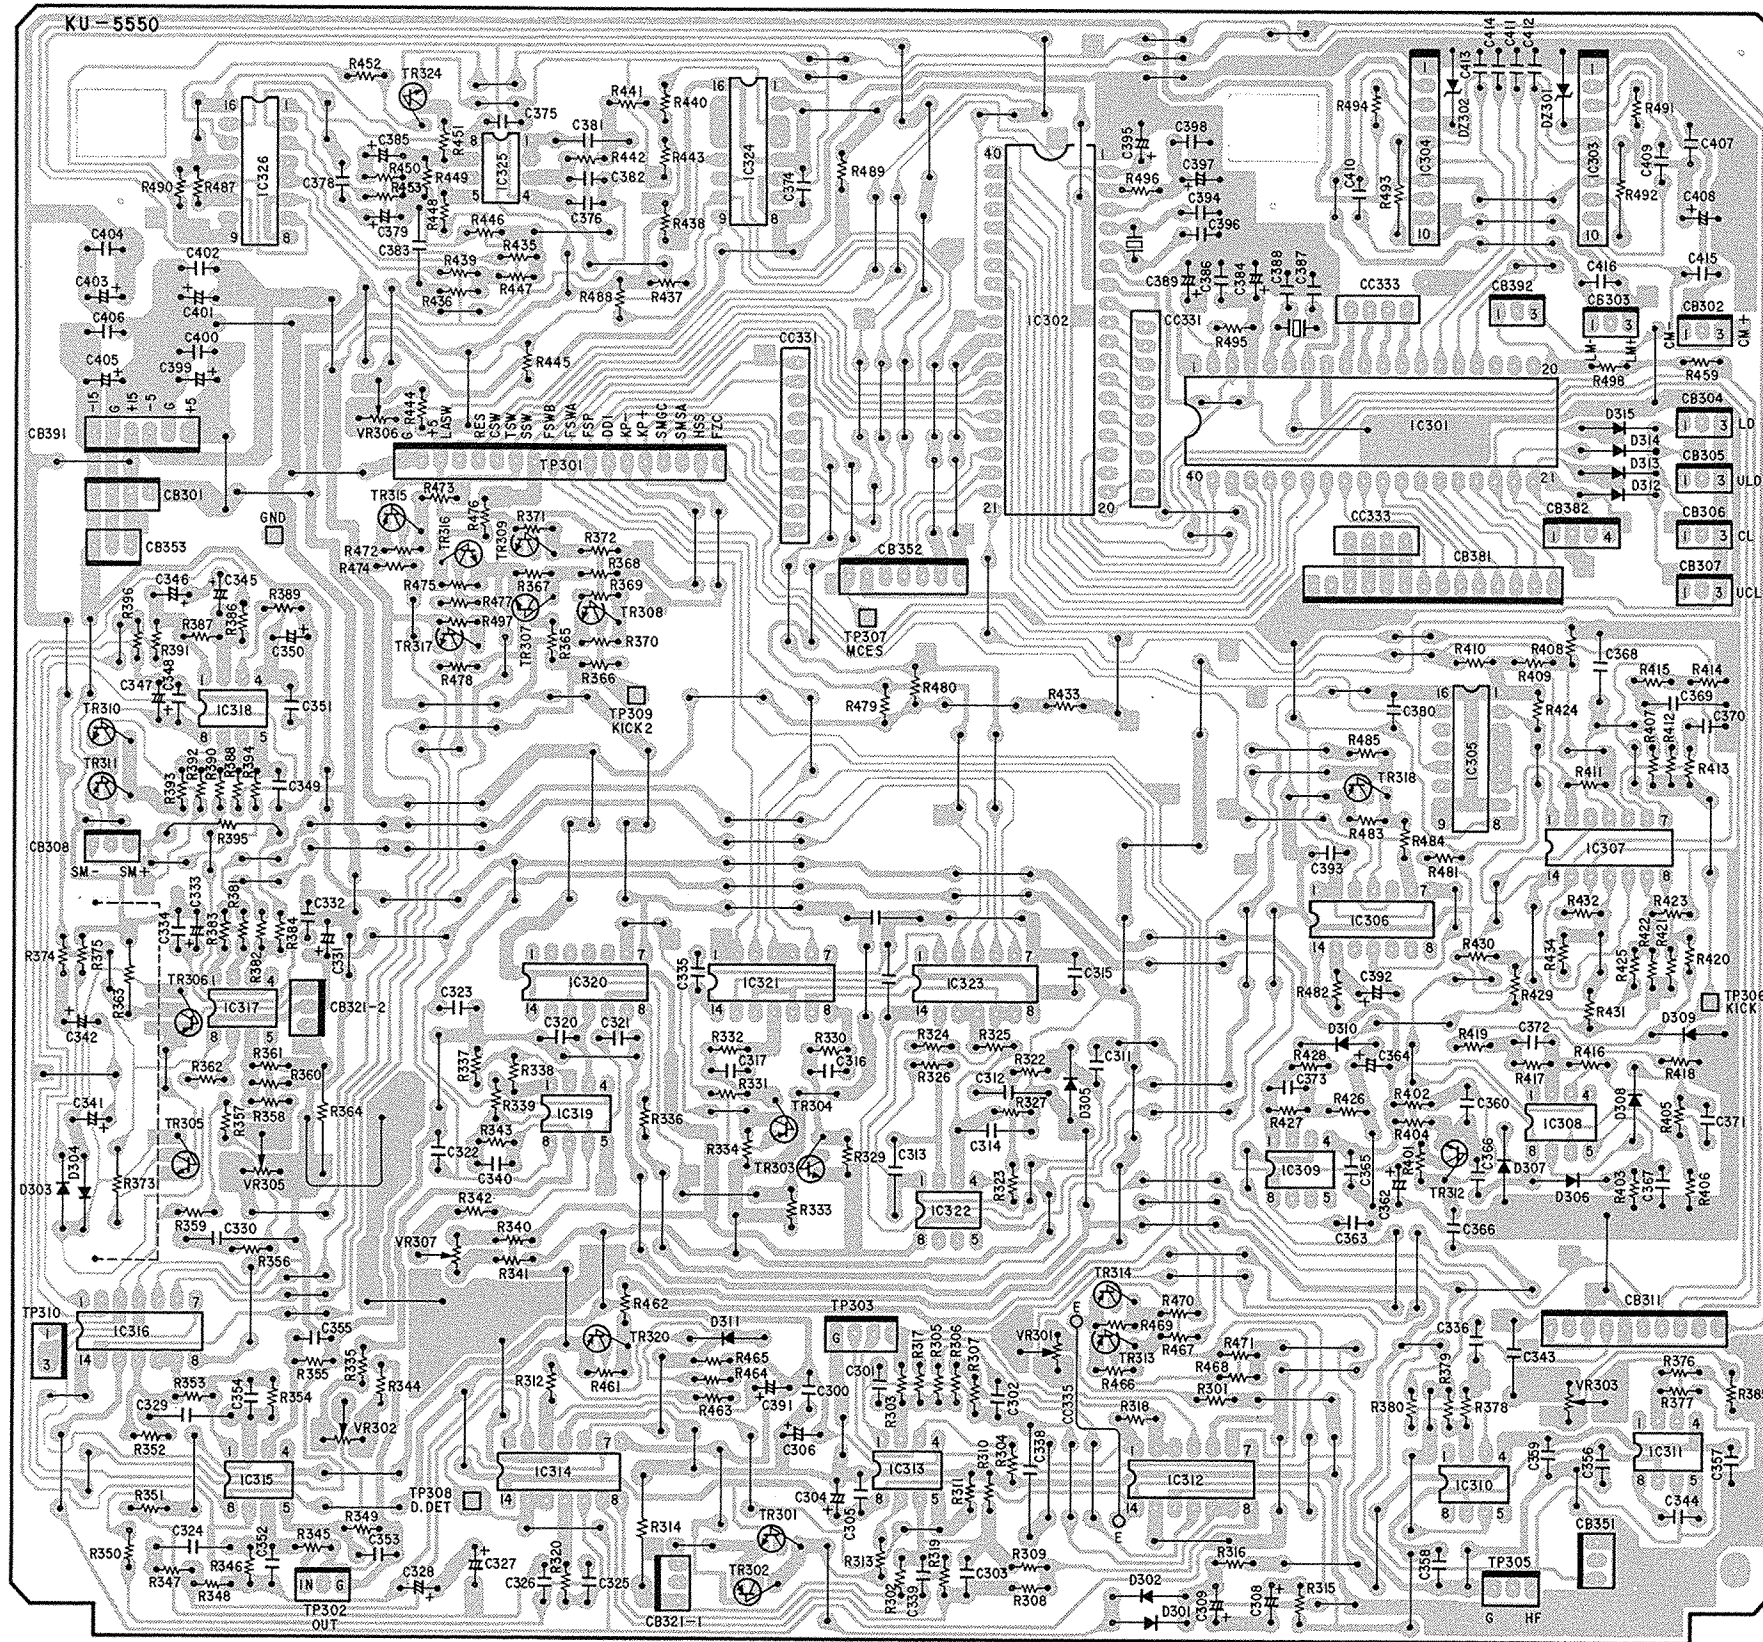 KU-5550
R452
TR324
R441
R440
C414
C411
C412
C413
DZ302
DZ301
R494
R491
C375
C385
R451
C381
R442
R443
C382
C376
R438
IC326
IC325
IC324
C378
R450
R453
R449
R448
C379
C383
R446
R435
R439
R447
R436
R488
R437
C374
R489
R490
R487
C395
C398
C397
R496
C394
C396
C389
C386
C384
C388
C387
R495
IC302
C410
R493
IC304
IC303
R492
C409
C407
C408
C404
C402
C403
C401
C406
C400
C405
C399
CC333
CB392
C416
CB303
C415
CB302
CM-
CM+
LM-
LM+
R498
R459
CC331
CC331
R445
-15
G
+15
-5
G
+5
CB391
VR306
G
R444
+5
LASW
RES
CSW
TSW
SSW
FSWB
FSWA
FSP
DDI
KP-
KP+
SMGC
SMSA
HSS
FZC
TP301
IC301
CB304
LD
D315
D314
D313
D312
CB305
ULD
CB382
CB306
CL
CB307
UCL
CB301
GND
CB353
TR315
R473
TR316
R476
TR309
R371
R372
R472
R474
R368
R475
R367
R369
R477
R497
TR307
TR308
TR317
R365
R370
R478
R366
CB352
TP307
MCES
CC333
CB381
C346
C345
R389
R396
R387
R386
R391
C350
C347
C348
IC318
C351
TR310
TR311
R393
R392
R390
R388
R394
C349
R395
CB308
SM-
SM+
TP309
KICK2
R480
R479
R433
C380
R410
R408
R409
C368
R415
R414
C369
C370
R424
R407
R412
R413
R485
TR318
R483
IC305
R411
R484
C393
R481
IC307
IC306
R374
R375
C334
C333
R383
R381
R382
R384
C332
C331
R363
TR306
IC317
CB321-2
C342
R361
R362
R360
R358
R357
R364
C341
TR305
VR305
D303
D304
R373
R359
C330
R356
C323
IC320
C335
IC321
IC323
C315
C320
C321
R337
R338
R339
IC319
R336
R343
C322
C340
R342
VR307
R340
R341
R332
C317
R331
R330
C316
TR304
R334
TR303
R329
R333
R324
R325
R326
R322
C312
R327
C314
C311
D305
C313
R323
IC322
R432
R423
R434
R425
R422
R421
R420
R430
R429
R431
R482
C392
D310
R419
C372
D309
TP306
KICK
R428
C364
R417
R416
R418
C373
R426
R427
R402
R404
C360
IC308
D308
R405
C371
IC309
C365
R401
C362
TR312
C366
D307
D306
R403
C367
R406
C363
C366
TP310
IC316
C355
R355
R335
R344
R353
C354
R354
C329
R352
VR302
IC315
R351
R350
C324
R346
C352
R345
R349
C353
R347
R348
TP302
OUT
IN
G
C328
C327
TP308
D.DET
IC314
R462
TR320
R461
R312
D311
R465
R464
R463
C391
C300
C306
TP303
G
C301
R303
R317
R305
R306
R307
C302
VR301
CC335
E
E
TR314
R470
R469
TR313
R467
R471
R468
R466
R301
R318
IC313
C304
C305
R311
R310
R304
C338
IC312
C326
R320
C325
R314
CB321-1
TR301
TR302
R313
R302
C339
R319
C303
R309
R308
D302
D301
C309
C308
R316
R315
CB311
C336
C343
R380
R379
R378
R376
R377
VR303
IC310
C359
C356
IC311
C357
C344
C358
TP305
G
HF
CB351